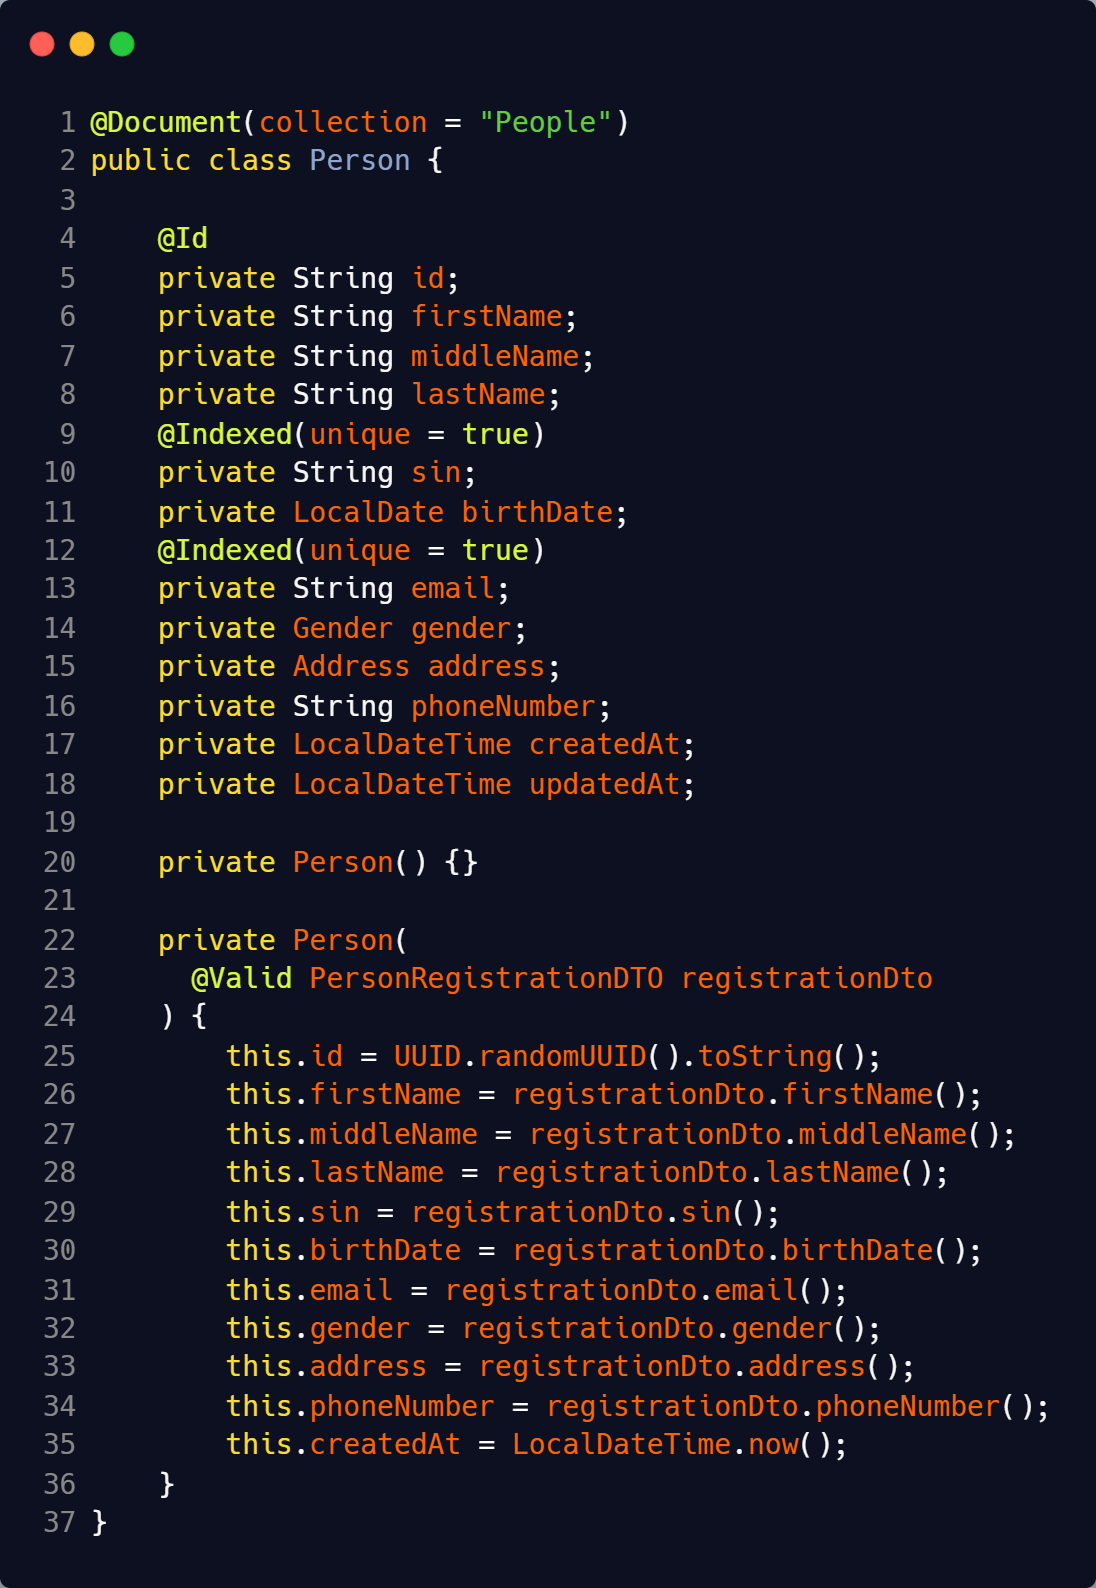 1 @Document(collection = "People")
2 public class Person {
3
4     @Id
5     private String id;
6     private String firstName;
7     private String middleName;
8     private String lastName;
9     @Indexed(unique = true)
10     private String sin;
11     private LocalDate birthDate;
12     @Indexed(unique = true)
13     private String email;
14     private Gender gender;
15     private Address address;
16     private String phoneNumber;
17     private LocalDateTime createdAt;
18     private LocalDateTime updatedAt;
19
20     private Person() {}
21
22     private Person(
23       @Valid PersonRegistrationDTO registrationDto
24     ) {
25         this.id = UUID.randomUUID().toString();
26         this.firstName = registrationDto.firstName();
27         this.middleName = registrationDto.middleName();
28         this.lastName = registrationDto.lastName();
29         this.sin = registrationDto.sin();
30         this.birthDate = registrationDto.birthDate();
31         this.email = registrationDto.email();
32         this.gender = registrationDto.gender();
33         this.address = registrationDto.address();
34         this.phoneNumber = registrationDto.phoneNumber();
35         this.createdAt = LocalDateTime.now();
36     }
37 }